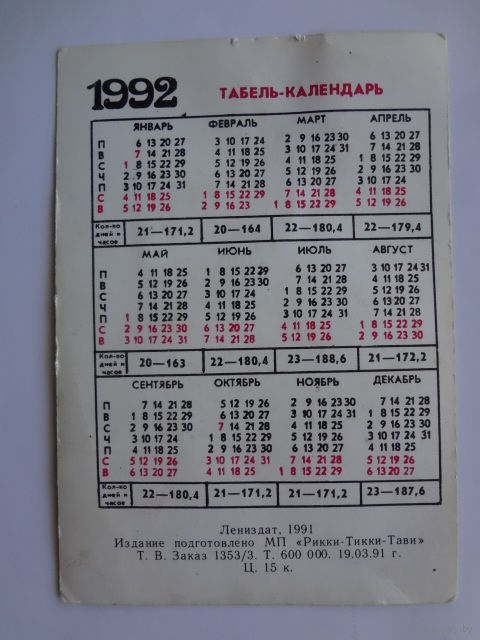 1992 ТАБЕЛЬ-КАЛЕНДАРЬ
ЯНВАРЬ ФЕВРАЛЬ МАРТ АПРЕЛЬ
П 6 13 20 27 3 10 17 24 2 9 16 23 30 6 13 20 27
В 7 14 21 28 4 11 18 25 3 10 17 24 31 7 14 21 28
С 1 8 15 22 29 5 12 19 26 4 11 18 25 1 8 15 22 29
Ч 2 9 16 23 30 6 13 20 27 5 12 19 26 2 9 16 23 30
П 3 10 17 24 31 7 14 21 28 6 13 20 27 3 10 17 24
С 4 11 18 25 1 8 15 22 29 7 14 21 28 4 11 18 25
В 5 12 19 26 2 9 16 23 1 8 15 22 29 5 12 19 26
Кол-во дней и часов 21—171,2 20—164 22—180,4 22—179,4
МАЙ ИЮНЬ ИЮЛЬ АВГУСТ
П 4 11 18 25 1 8 15 22 29 6 13 20 27 3 10 17 24 31
В 5 12 19 26 2 9 16 23 30 7 14 21 28 4 11 18 25
С 6 13 20 27 3 10 17 24 1 8 15 22 29 5 12 19 26
Ч 7 14 21 28 4 11 18 25 2 9 16 23 30 6 13 20 27
П 1 8 15 22 29 5 12 19 26 3 10 17 24 31 7 14 21 28
С 2 9 16 23 30 6 13 20 27 4 11 18 25 1 8 15 22 29
В 3 10 17 24 31 7 14 21 28 5 12 19 26 2 9 16 23 30
Кол-во дней и часов 20—163 22—180,4 23—188,6 21—172,2
СЕНТЯБРЬ ОКТЯБРЬ НОЯБРЬ ДЕКАБРЬ
П 7 14 21 28 5 12 19 26 2 9 16 23 30 7 14 21 28
В 1 8 15 22 29 6 13 20 27 3 10 17 24 1 8 15 22 29
С 2 9 16 23 30 7 14 21 28 4 11 18 25 2 9 16 23 30
Ч 3 10 17 24 1 8 15 22 29 5 12 19 26 3 10 17 24 31
П 4 11 18 25 2 9 16 23 30 6 13 20 27 4 11 18 25
С 5 12 19 26 3 10 17 24 31 7 14 21 28 5 12 19 26
В 6 13 20 27 4 11 18 25 1 8 15 22 29 6 13 20 27
Кол-во дней и часов 22—180,4 21—171,2 21—171,2 23—187,6
Лениздат, 1991
Издание подготовлено МП «Рикки-Тикки-Тави»
Т. В. Заказ 1353/3. Т. 600 000. 19.03.91 г.
Ц. 15 к.